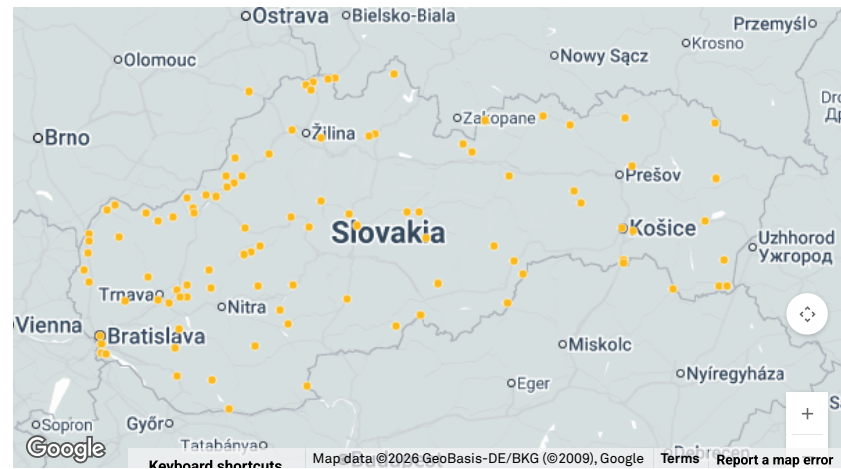 Ostrava
Bielsko-Biala
Przemyśl
Krosno
Nowy Sącz
Olomouc
Zakopane
Brno
Žilina
Prešov
Slovakia
Košice
Uzhhorod
Ужгород
Trnava
Nitra
Vienna
Bratislava
Miskolc
Nyíregyháza
Eger
Sopron
Győr
Tatabánya
Debrecen
Google
Keyboard shortcuts
Map data ©2026 GeoBasis-DE/BKG (©2009), Google
Terms
Report a map error